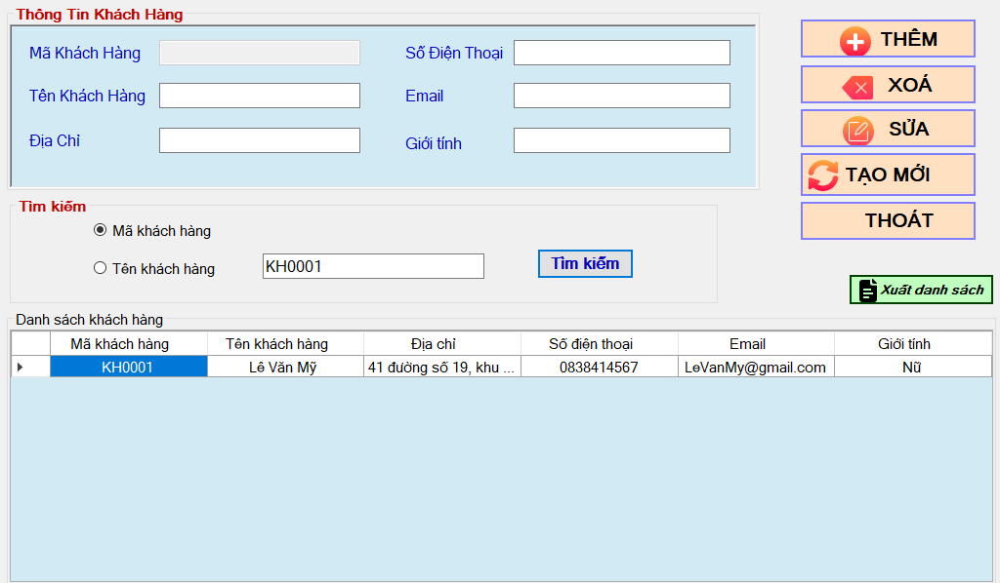 Thông Tin Khách Hàng
Mã Khách Hàng
Số Điện Thoại
Tên Khách Hàng
Email
Địa Chỉ
Giới tính
THÊM
XOÁ
SỬA
TẠO MỚI
THOÁT
Tìm kiếm
Mã khách hàng
Tên khách hàng
KH0001
Tìm kiếm
Xuất danh sách
Danh sách khách hàng
Mã khách hàng Tên khách hàng Địa chỉ Số điện thoại Email Giới tính
KH0001 Lê Văn Mỹ 41 đường số 19, khu ... 0838414567 LeVanMy@gmail.com Nữ